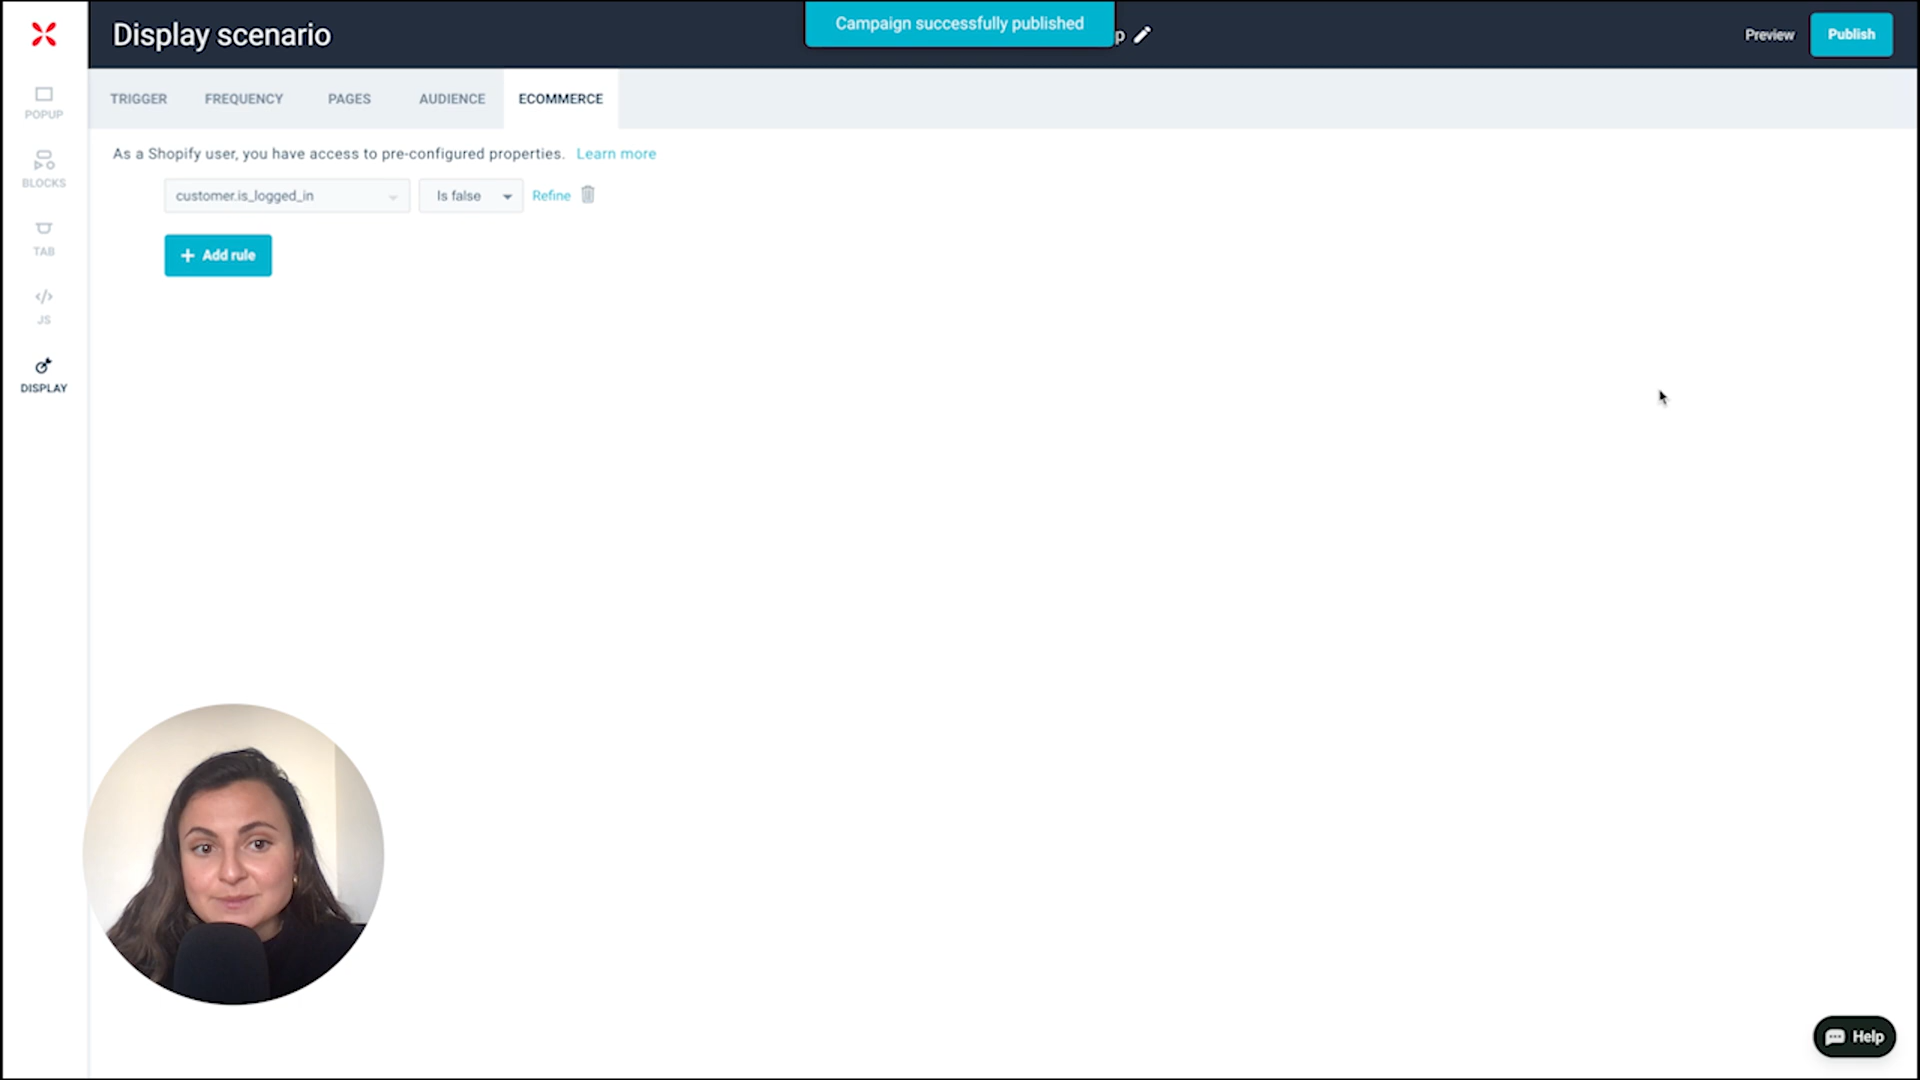 Display scenario
Campaign successfully published
p
Preview
Publish
POPUP
BLOCKS
TAB
JS
DISPLAY
TRIGGER
FREQUENCY
PAGES
AUDIENCE
ECOMMERCE
As a Shopify user, you have access to pre-configured properties. Learn more
customer.is_logged_in
Is false
Refine
+ Add rule
Help